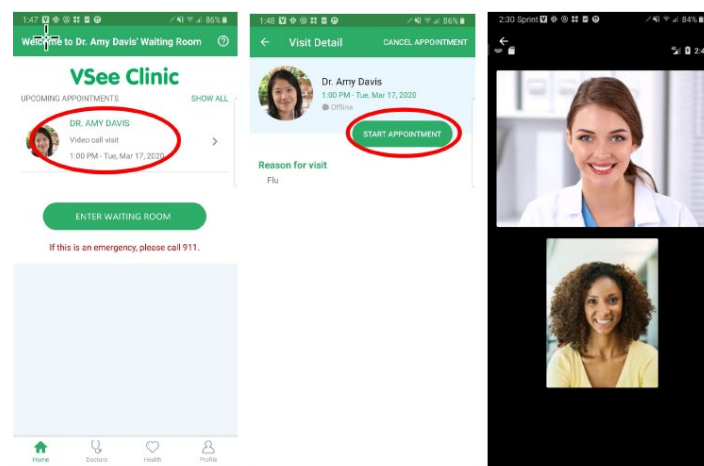 1:47 86%
Welcome to Dr. Amy Davis' Waiting Room
VSee Clinic
UPCOMING APPOINTMENTS SHOW ALL
DR. AMY DAVIS
Video call visit
1:00 PM - Tue, Mar 17, 2020
ENTER WAITING ROOM
If this is an emergency, please call 911.
Home Doctors Health Profile
1:48 86%
Visit Detail CANCEL APPOINTMENT
Dr. Amy Davis
1:00 PM - Tue, Mar 17, 2020
Offline
START APPOINTMENT
Reason for visit
Flu
2:30 Sprint 84%